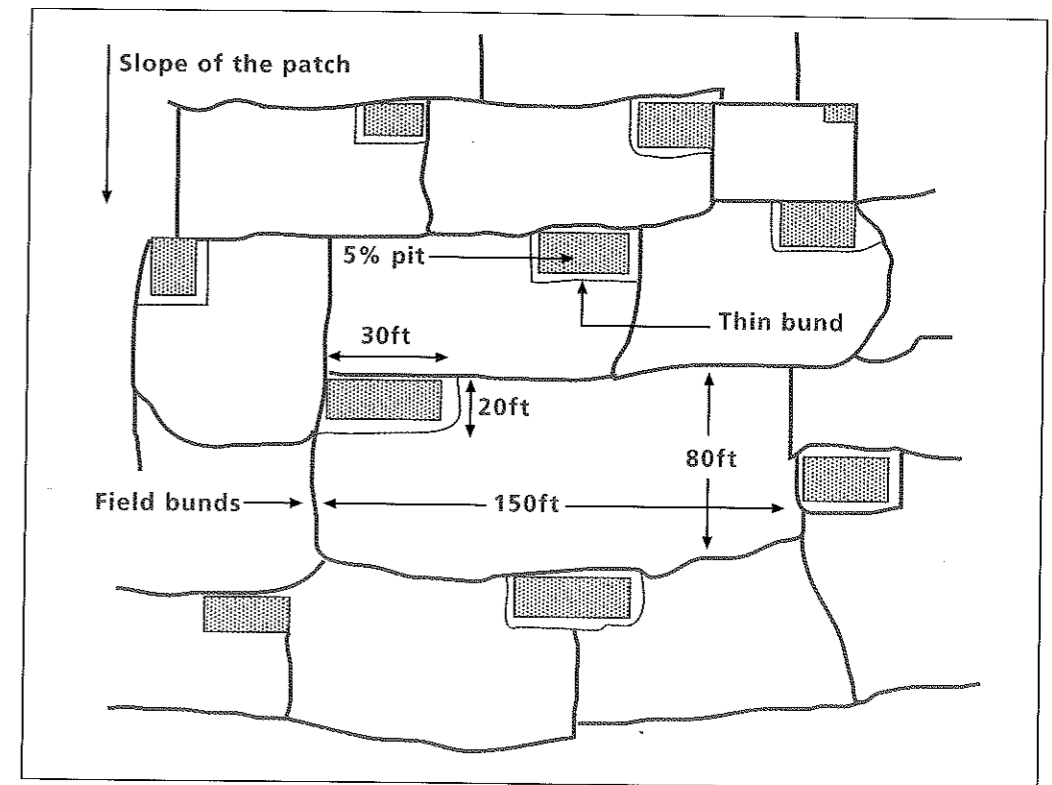 Slope of the patch
5% pit
Thin bund
30ft
20ft
80ft
Field bunds
150ft